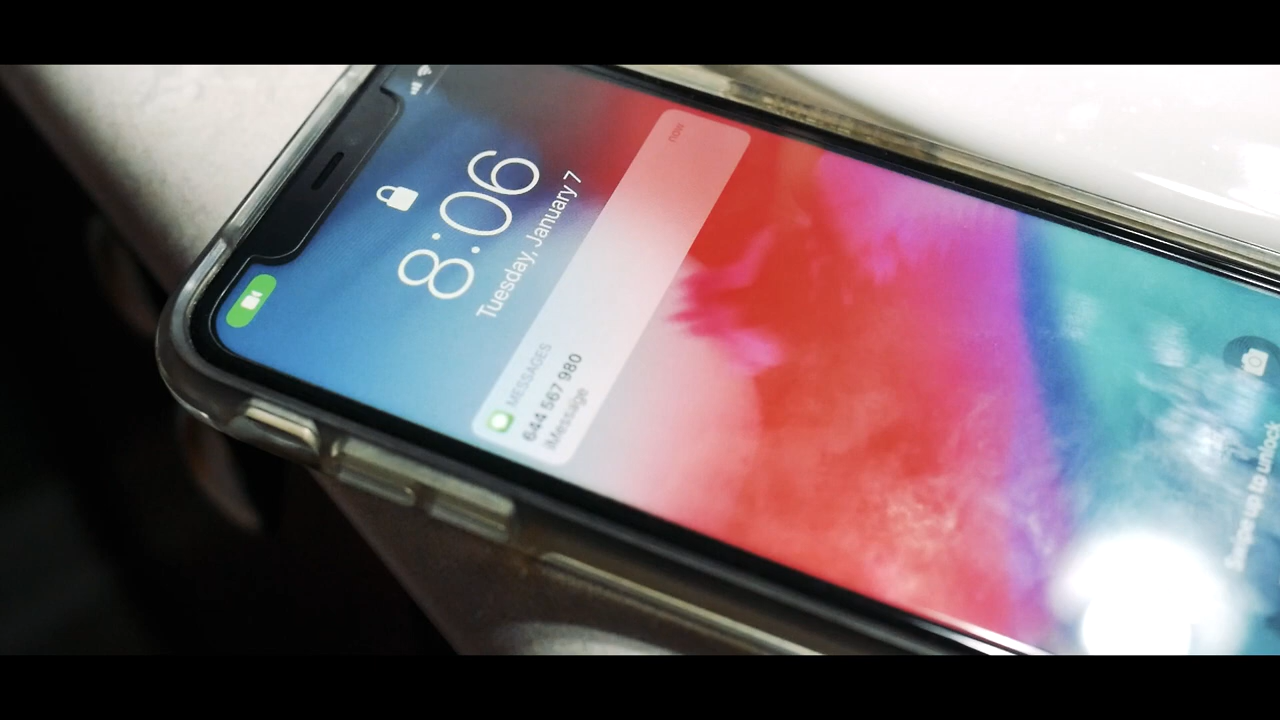 8:06
Tuesday, January 7
MESSAGES
now
644 567 980
iMessage
Swipe up to unlock